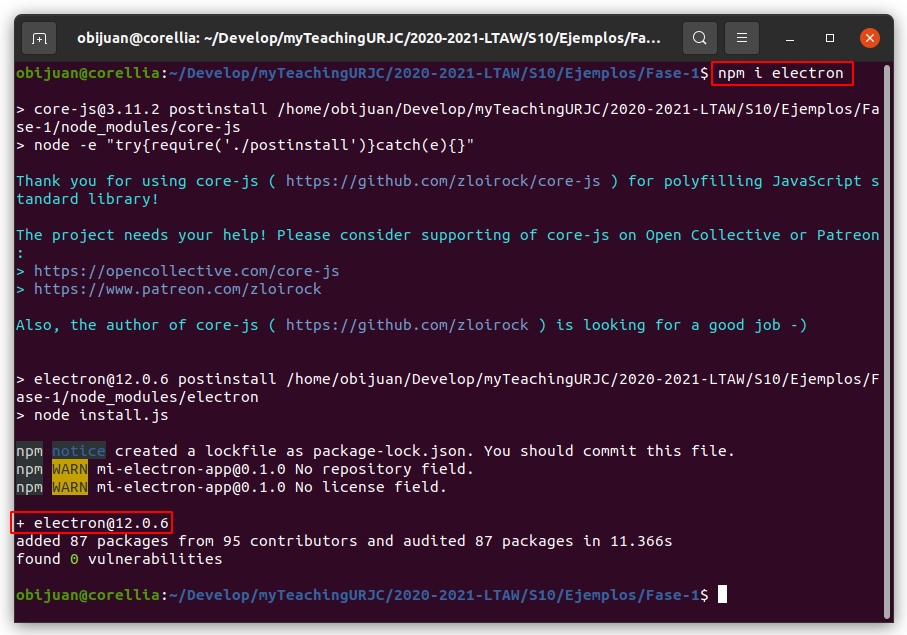 obijuan@corellia: ~/Develop/myTeachingURJC/2020-2021-LTAW/S10/Ejemplos/Fa...
obijuan@corellia:~/Develop/myTeachingURJC/2020-2021-LTAW/S10/Ejemplos/Fase-1$ npm i electron
> core-js@3.11.2 postinstall /home/obijuan/Develop/myTeachingURJC/2020-2021-LTAW/S10/Ejemplos/Fa
se-1/node_modules/core-js
> node -e "try{require('./postinstall')}catch(e){}"
Thank you for using core-js ( https://github.com/zloirock/core-js ) for polyfilling JavaScript s
tandard library!
The project needs your help! Please consider supporting of core-js on Open Collective or Patreon
:
> https://opencollective.com/core-js
> https://www.patreon.com/zloirock
Also, the author of core-js ( https://github.com/zloirock ) is looking for a good job -)
> electron@12.0.6 postinstall /home/obijuan/Develop/myTeachingURJC/2020-2021-LTAW/S10/Ejemplos/F
ase-1/node_modules/electron
> node install.js
npm notice created a lockfile as package-lock.json. You should commit this file.
npm WARN mi-electron-app@0.1.0 No repository field.
npm WARN mi-electron-app@0.1.0 No license field.
+ electron@12.0.6
added 87 packages from 95 contributors and audited 87 packages in 11.366s
found 0 vulnerabilities
obijuan@corellia:~/Develop/myTeachingURJC/2020-2021-LTAW/S10/Ejemplos/Fase-1$